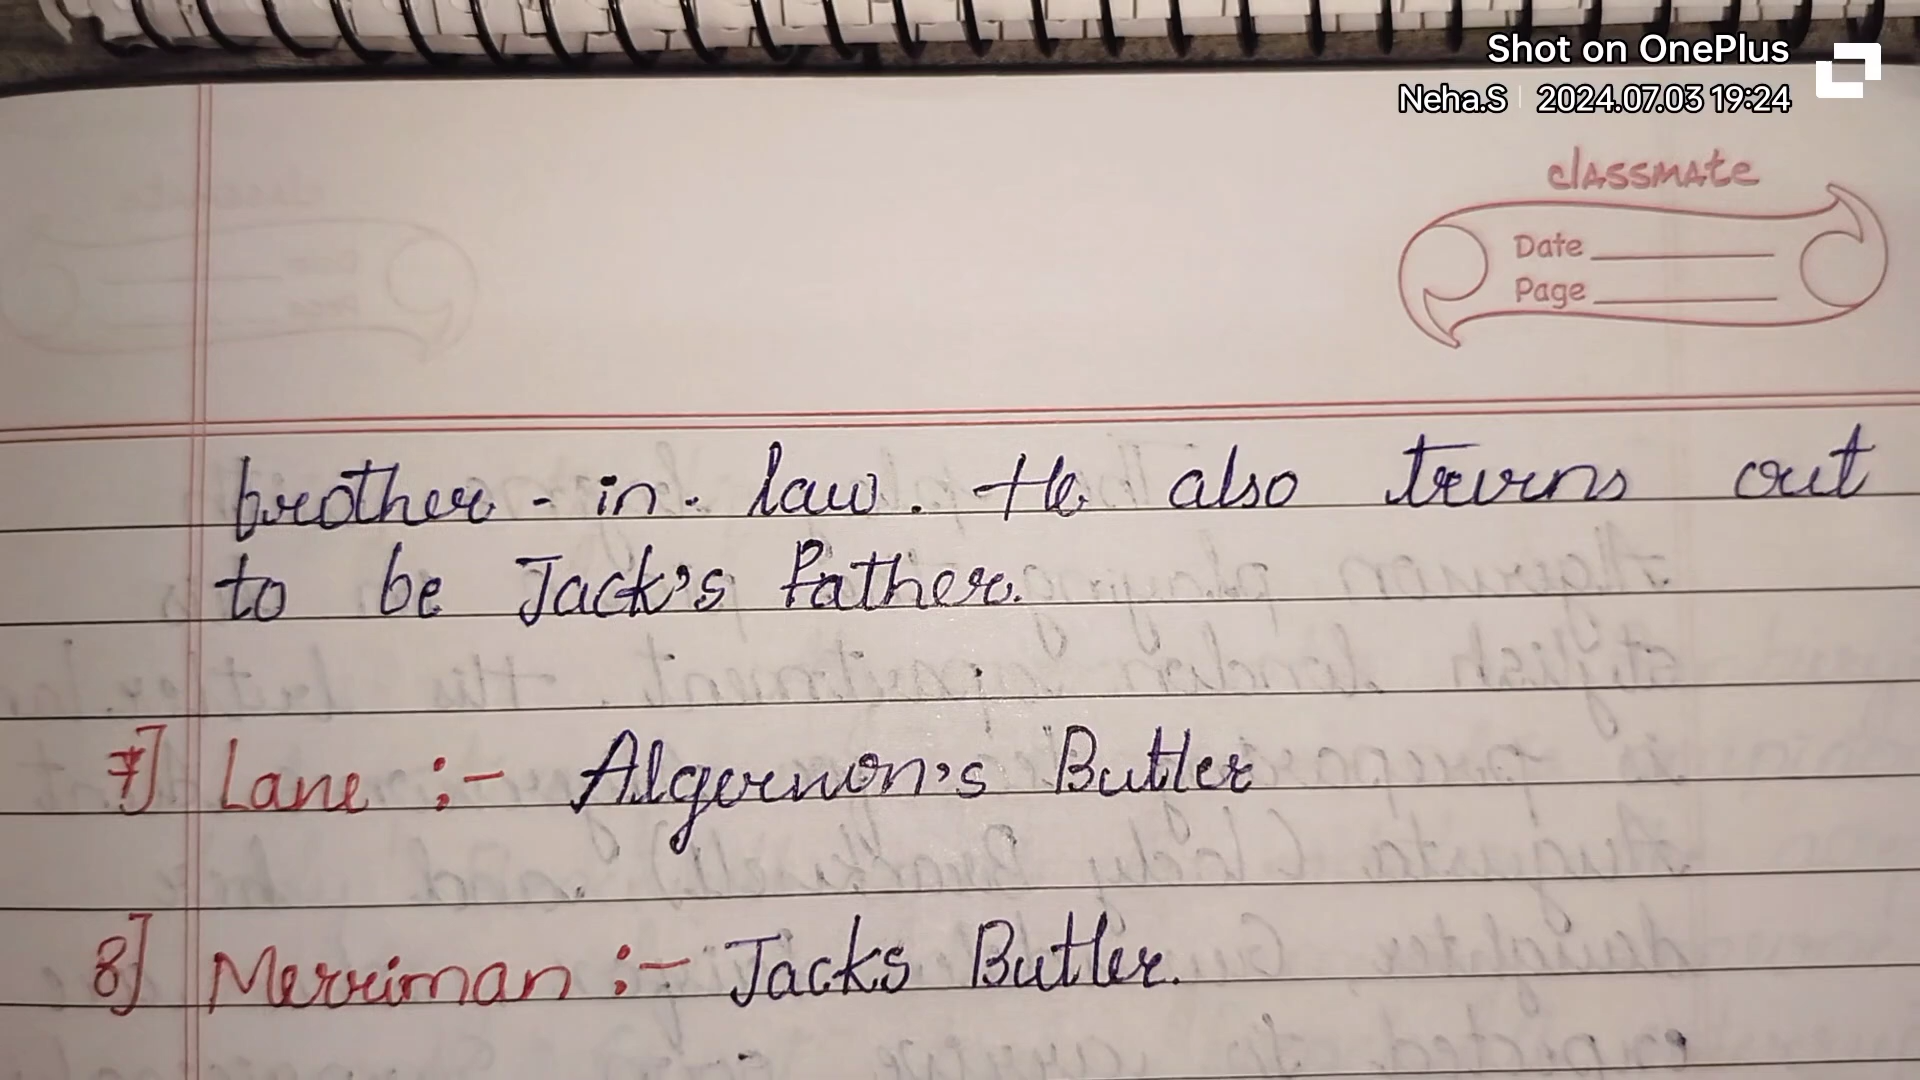 Shot on OnePlus
Neha.S | 2024.07.03 19:24
classmate
Date
Page
brother - in - law. He also turns out
to be Jack's Father.
7] Lane :- Algernon's Butler
8] Merriman :- Jacks Butler.